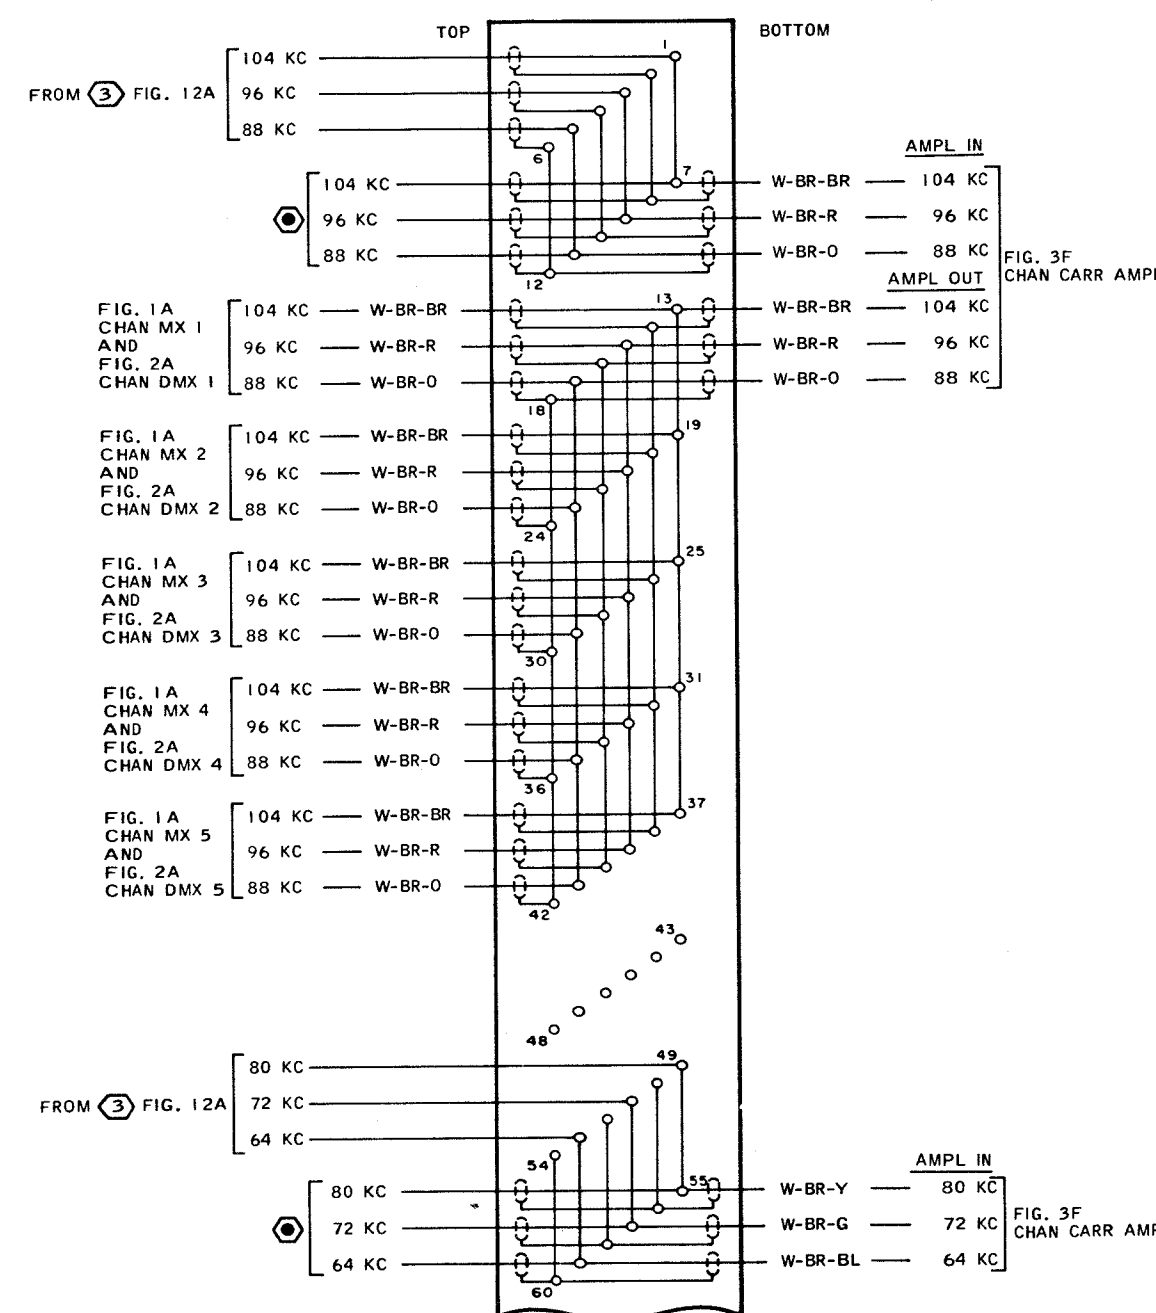 TOP
BOTTOM
FROM 3 FIG. 12A
104 KC
96 KC
88 KC
1
6
104 KC
96 KC
88 KC
7
12
AMPL IN
W-BR-BR 104 KC
W-BR-R 96 KC
W-BR-O 88 KC
FIG. 3F
CHAN CARR AMPL
AMPL OUT
W-BR-BR 104 KC
W-BR-R 96 KC
W-BR-O 88 KC
FIG. 1A
CHAN MX 1
AND
FIG. 2A
CHAN DMX 1
104 KC W-BR-BR
96 KC W-BR-R
88 KC W-BR-O
13
18
FIG. 1A
CHAN MX 2
AND
FIG. 2A
CHAN DMX 2
104 KC W-BR-BR
96 KC W-BR-R
88 KC W-BR-O
19
24
FIG. 1A
CHAN MX 3
AND
FIG. 2A
CHAN DMX 3
104 KC W-BR-BR
96 KC W-BR-R
88 KC W-BR-O
25
30
FIG. 1A
CHAN MX 4
AND
FIG. 2A
CHAN DMX 4
104 KC W-BR-BR
96 KC W-BR-R
88 KC W-BR-O
31
36
FIG. 1A
CHAN MX 5
AND
FIG. 2A
CHAN DMX 5
104 KC W-BR-BR
96 KC W-BR-R
88 KC W-BR-O
37
42
43
48
FROM 3 FIG. 12A
80 KC
72 KC
64 KC
49
54
80 KC
72 KC
64 KC
55
60
AMPL IN
W-BR-Y 80 KC
W-BR-G 72 KC
W-BR-BL 64 KC
FIG. 3F
CHAN CARR AMP